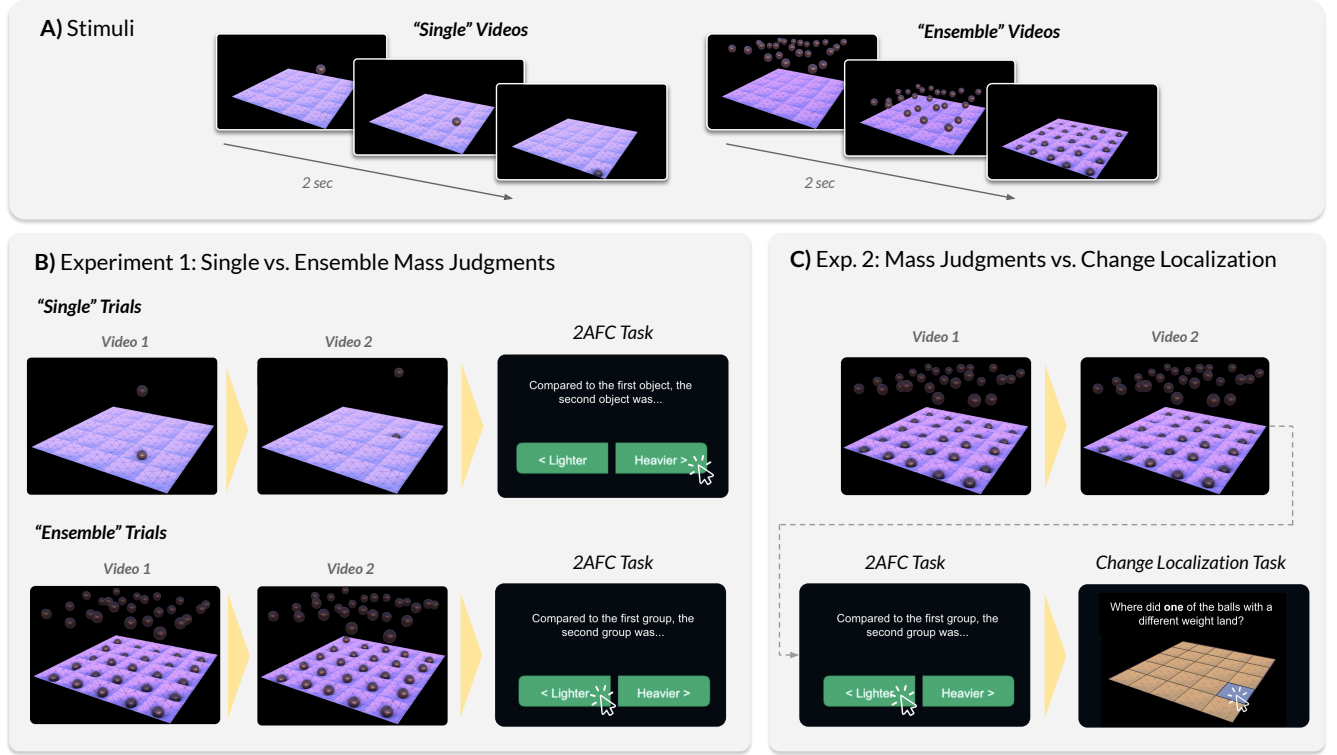 A) Stimuli
“Single” Videos
“Ensemble” Videos
2 sec
2 sec
B) Experiment 1: Single vs. Ensemble Mass Judgments
“Single” Trials
Video 1
Video 2
2AFC Task
Compared to the first object, the
second object was...
< Lighter
Heavier >
“Ensemble” Trials
Video 1
Video 2
2AFC Task
Compared to the first group, the
second group was...
< Lighter
Heavier >
C) Exp. 2: Mass Judgments vs. Change Localization
Video 1
Video 2
2AFC Task
Compared to the first group, the
second group was...
< Lighter
Heavier >
Change Localization Task
Where did one of the balls with a
different weight land?